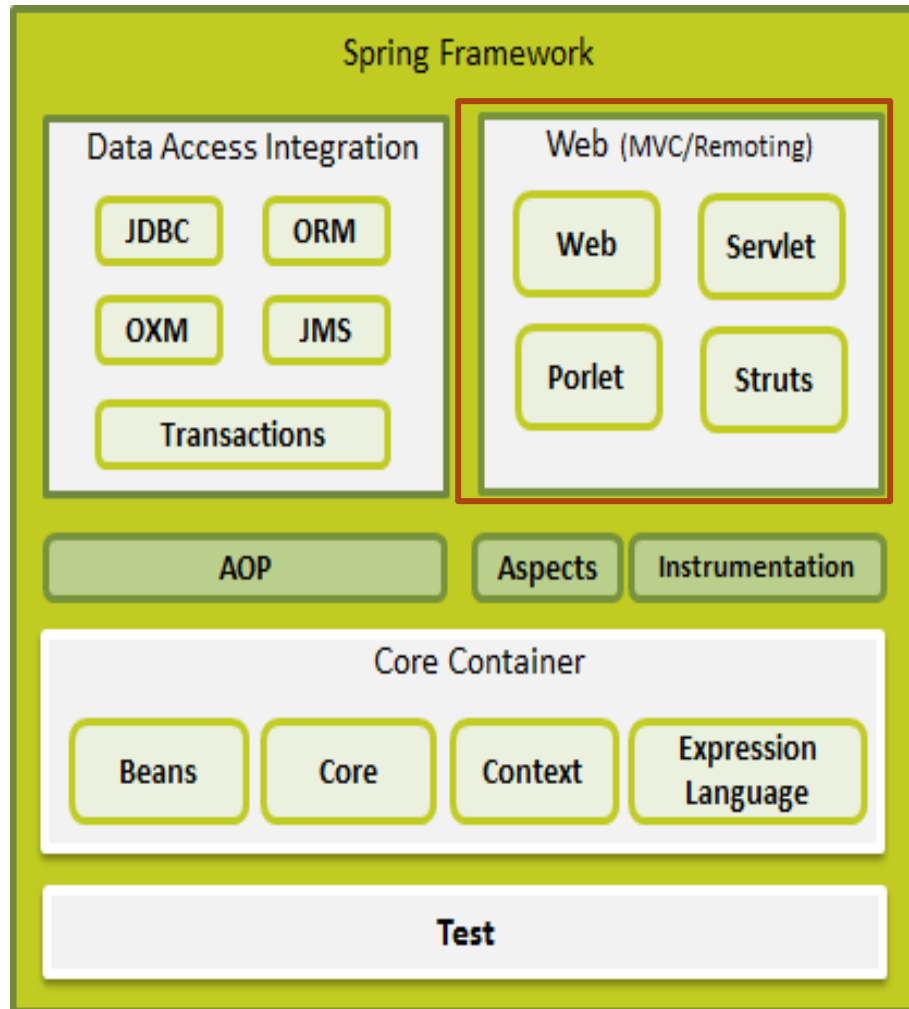 Spring Framework
Data Access Integration
JDBC
ORM
OXM
JMS
Transactions
Web (MVC/Remoting)
Web
Servlet
Porlet
Struts
AOP
Aspects
Instrumentation
Core Container
Beans
Core
Context
Expression
Language
Test